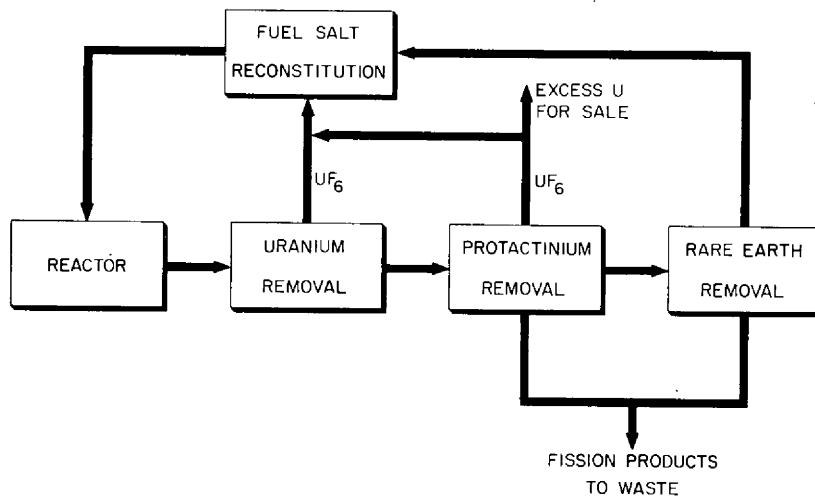 FUEL SALT
RECONSTITUTION
EXCESS U
FOR SALE
UF6
UF6
REACTOR
URANIUM
REMOVAL
PROTACTINIUM
REMOVAL
RARE EARTH
REMOVAL
FISSION PRODUCTS
TO WASTE